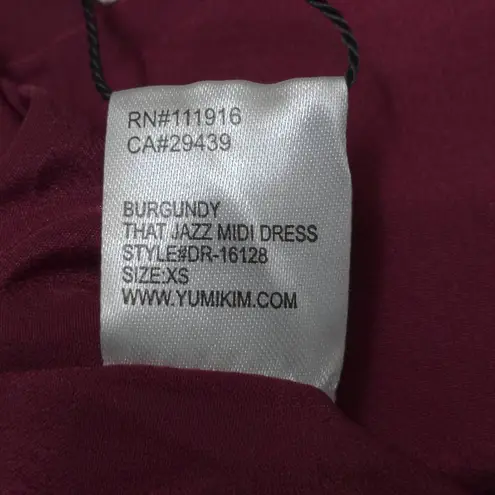 RN#111916
CA#29439
BURGUNDY
THAT JAZZ MIDI DRESS
STYLE#DR-16128
SIZE:XS
WWW.YUMIKIM.COM